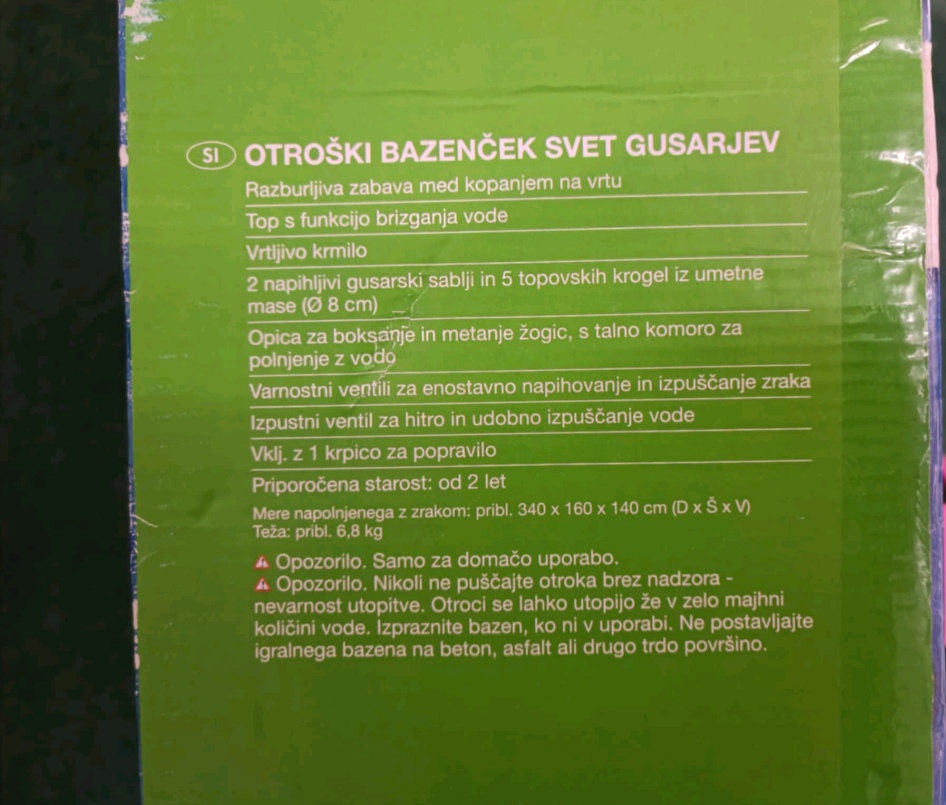 SI OTROŠKI BAZENČEK SVET GUSARJEV
Razburljiva zabava med kopanjem na vrtu
Top s funkcijo brizganja vode
Vrtljivo krmilo
2 napihljivi gusarski sablji in 5 topovskih krogel iz umetne
mase (Ø 8 cm)
Opica za boksanje in metanje žogic, s talno komoro za
polnjenje z vodo
Varnostni ventili za enostavno napihovanje in izpuščanje zraka
Izpustni ventil za hitro in udobno izpuščanje vode
Vklj. z 1 krpico za popravilo
Priporočena starost: od 2 let
Mere napolnjenega z zrakom: pribl. 340 x 160 x 140 cm (D x Š x V)
Teža: pribl. 6,8 kg
Opozorilo. Samo za domačo uporabo.
Opozorilo. Nikoli ne puščajte otroka brez nadzora -
nevarnost utopitve. Otroci se lahko utopijo že v zelo majhni
količini vode. Izpraznite bazen, ko ni v uporabi. Ne postavljajte
igralnega bazena na beton, asfalt ali drugo trdo površino.